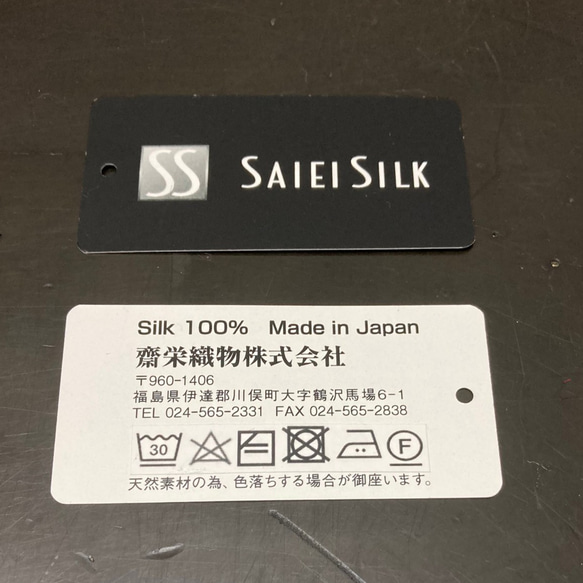 SS SAIEI SILK
Silk 100% Made in Japan
齋栄織物株式会社
〒960-1406
福島県伊達郡川俣町大字鶴沢馬場6-1
TEL 024-565-2331 FAX 024-565-2838
30 F
天然素材の為、色落ちする場合が御座います。